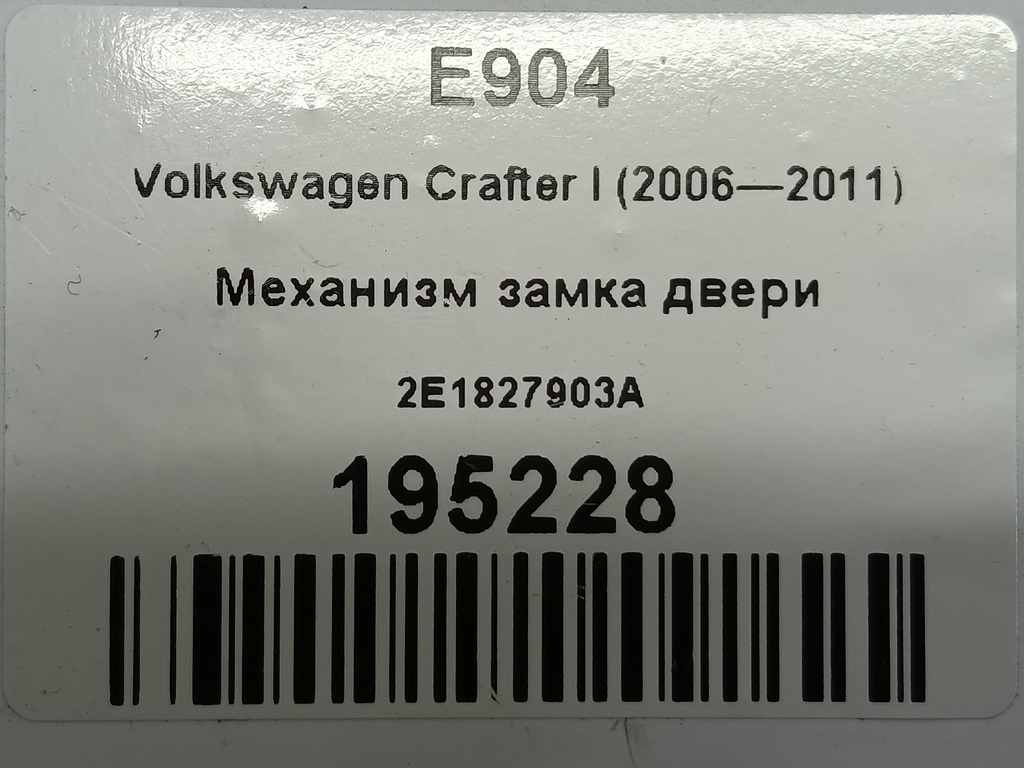 E904
Volkswagen Crafter I (2006—2011)
Механизм замка двери
2E1827903A
195228